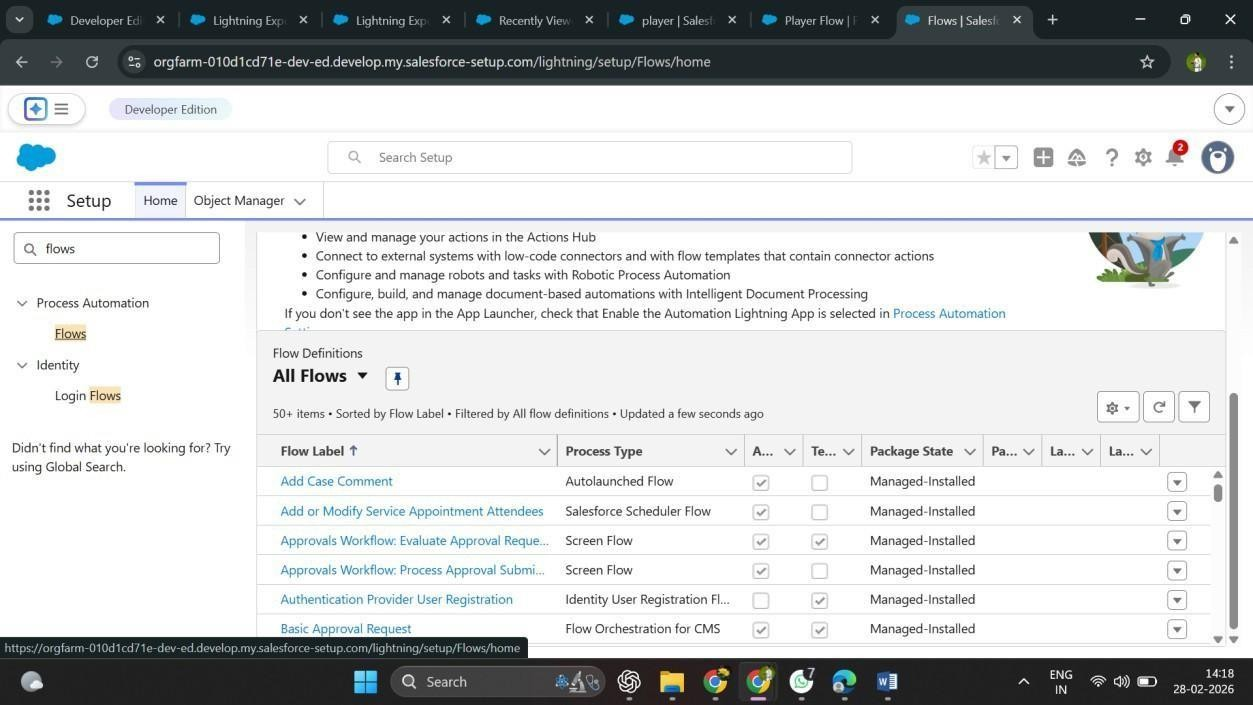 Developer Edi
Lightning Exp
Lightning Exp
Recently View
player | Salesf
Player Flow | F
Flows | Salesfo
orgfarm-010d1cd71e-dev-ed.develop.my.salesforce-setup.com/lightning/setup/Flows/home
Developer Edition
Search Setup
2
Setup
Home
Object Manager
flows
Process Automation
Flows
Identity
Login Flows
Didn't find what you're looking for? Try
using Global Search.
• View and manage your actions in the Actions Hub
• Connect to external systems with low-code connectors and with flow templates that contain connector actions
• Configure and manage robots and tasks with Robotic Process Automation
• Configure, build, and manage document-based automations with Intelligent Document Processing
If you don't see the app in the App Launcher, check that Enable the Automation Lightning App is selected in Process Automation
Flow Definitions
All Flows
50+ items • Sorted by Flow Label • Filtered by All flow definitions • Updated a few seconds ago
Flow Label ↑ Process Type A... Te... Package State Pa... La... La...
Add Case Comment Autolaunched Flow Managed-Installed
Add or Modify Service Appointment Attendees Salesforce Scheduler Flow Managed-Installed
Approvals Workflow: Evaluate Approval Reque... Screen Flow Managed-Installed
Approvals Workflow: Process Approval Submi... Screen Flow Managed-Installed
Authentication Provider User Registration Identity User Registration Fl... Managed-Installed
Basic Approval Request Flow Orchestration for CMS Managed-Installed
https://orgfarm-010d1cd71e-dev-ed.develop.my.salesforce-setup.com/lightning/setup/Flows/home
Search
7
ENG
IN
14:18
28-02-2026